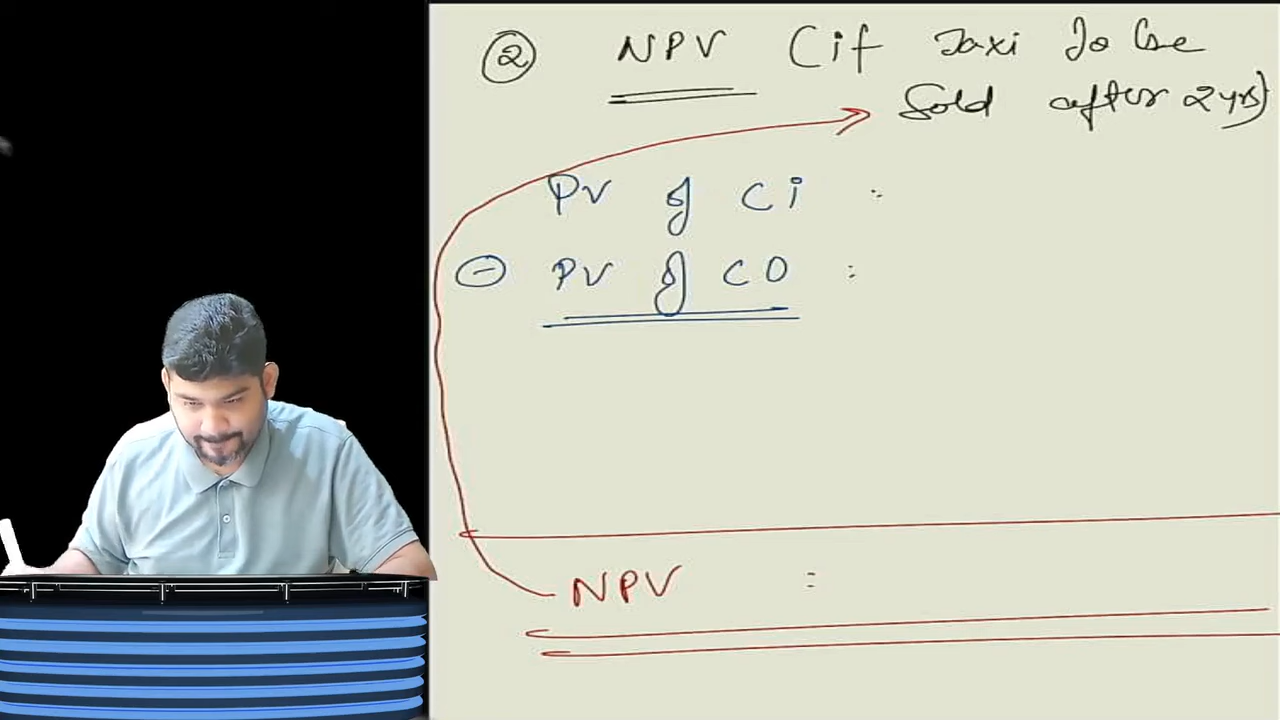 ② NPV (if Taxi To be
Sold after 2 yrs)
PV of Ci :
⊖ PV of CO :
NPV :